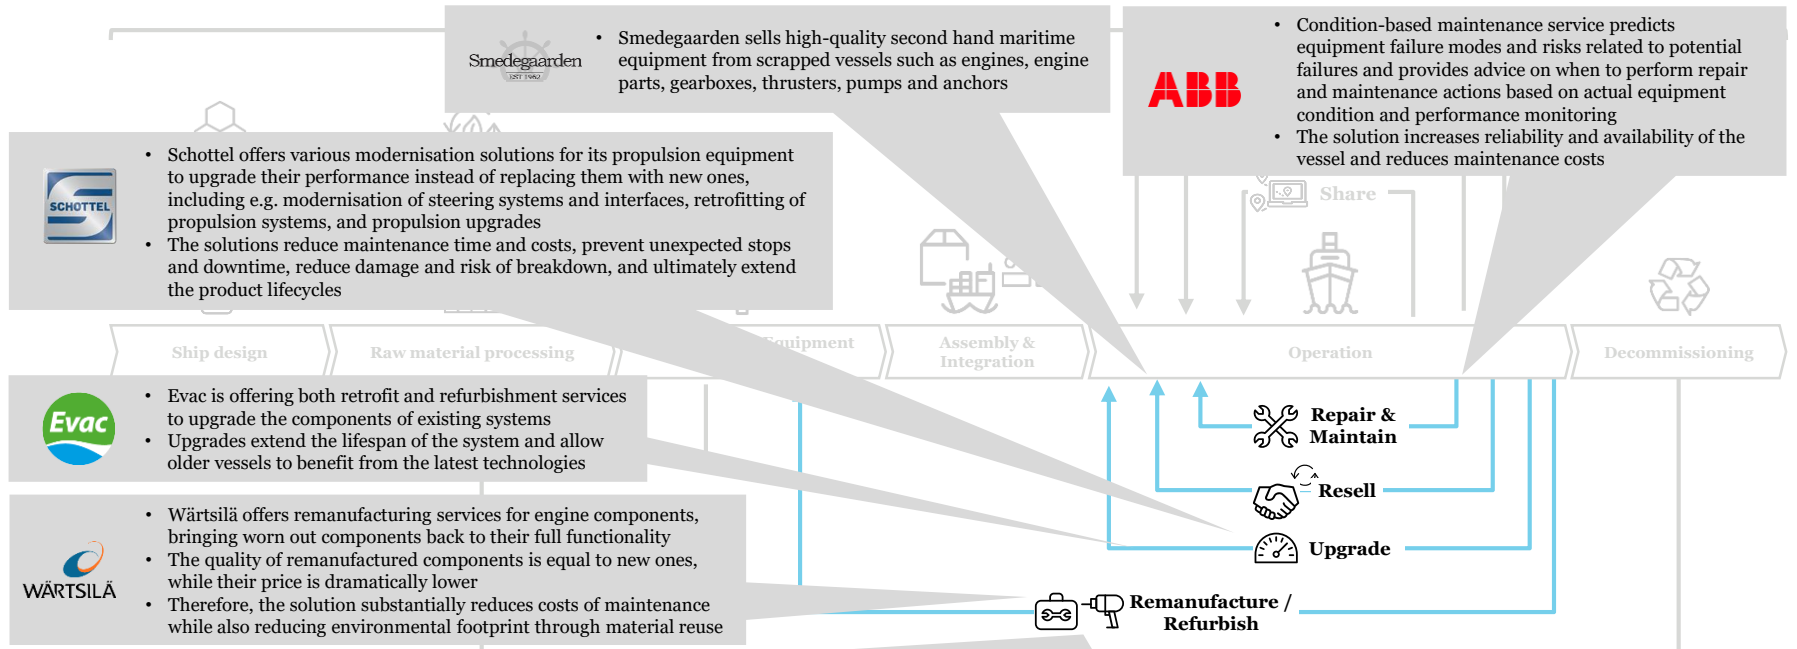 Smedegaarden
EST 1962
• Smedegaarden sells high-quality second hand maritime
equipment from scrapped vessels such as engines, engine
parts, gearboxes, thrusters, pumps and anchors
ABB
• Condition-based maintenance service predicts
equipment failure modes and risks related to potential
failures and provides advice on when to perform repair
and maintenance actions based on actual equipment
condition and performance monitoring
• The solution increases reliability and availability of the
vessel and reduces maintenance costs
SCHOTTEL
• Schottel offers various modernisation solutions for its propulsion equipment
to upgrade their performance instead of replacing them with new ones,
including e.g. modernisation of steering systems and interfaces, retrofitting of
propulsion systems, and propulsion upgrades
• The solutions reduce maintenance time and costs, prevent unexpected stops
and downtime, reduce damage and risk of breakdown, and ultimately extend
the product lifecycles
Share
Ship design
Raw material processing
Equipment
Assembly &
Integration
Operation
Decommissioning
Evac
• Evac is offering both retrofit and refurbishment services
to upgrade the components of existing systems
• Upgrades extend the lifespan of the system and allow
older vessels to benefit from the latest technologies
Repair &
Maintain
Resell
Upgrade
WÄRTSILÄ
• Wärtsilä offers remanufacturing services for engine components,
bringing worn out components back to their full functionality
• The quality of remanufactured components is equal to new ones,
while their price is dramatically lower
• Therefore, the solution substantially reduces costs of maintenance
while also reducing environmental footprint through material reuse
Remanufacture /
Refurbish